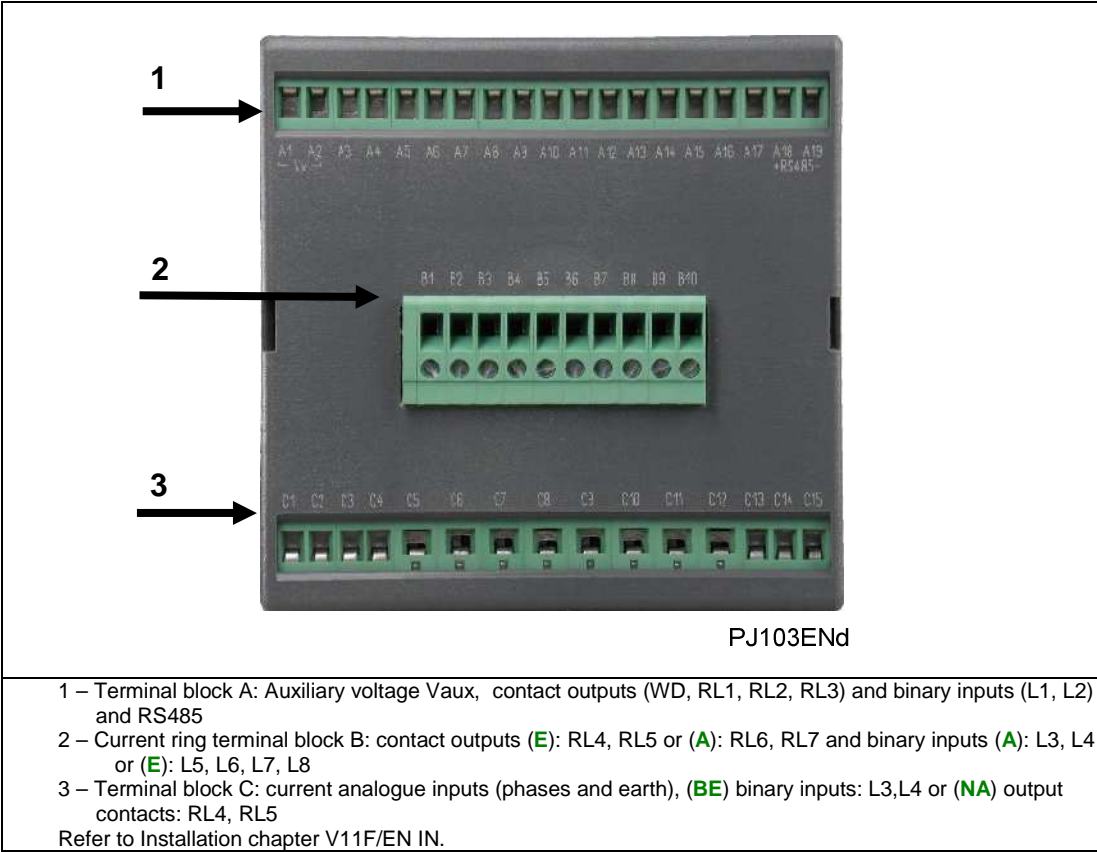 1
A1 A2 A3 A4 A5 A6 A7 A8 A9 A10 A11 A12 A13 A14 A15 A16 A17 A18 A19
+RS485-
2
B1 B2 B3 B4 B5 B6 B7 B8 B9 B10
3
C1 C2 C3 C4 C5 C6 C7 C8 C9 C10 C11 C12 C13 C14 C15
PJ103ENd
1 – Terminal block A: Auxiliary voltage Vaux, contact outputs (WD, RL1, RL2, RL3) and binary inputs (L1, L2)
and RS485
2 – Current ring terminal block B: contact outputs (E): RL4, RL5 or (A): RL6, RL7 and binary inputs (A): L3, L4
or (E): L5, L6, L7, L8
3 – Terminal block C: current analogue inputs (phases and earth), (BE) binary inputs: L3,L4 or (NA) output
contacts: RL4, RL5
Refer to Installation chapter V11F/EN IN.